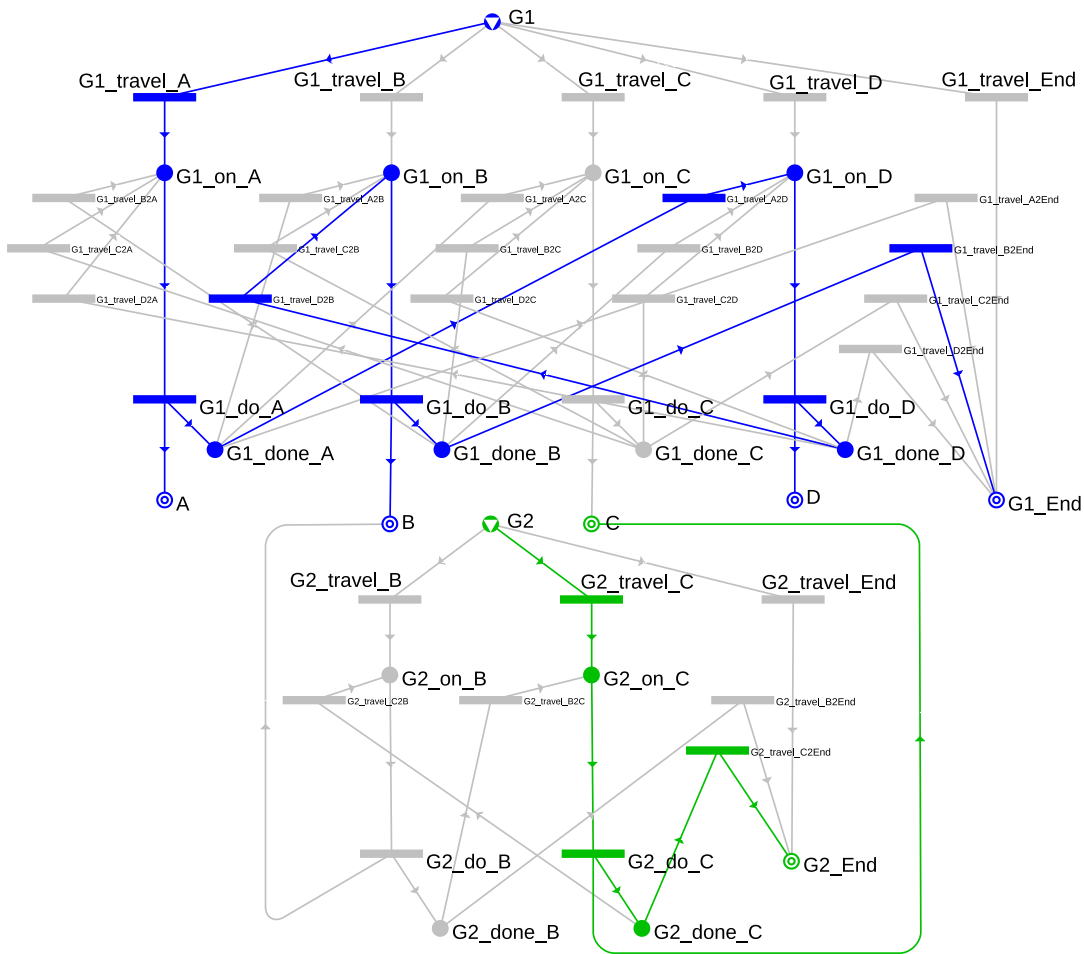 G1
G1_travel_A
G1_travel_B
G1_travel_C
G1_travel_D
G1_travel_End
G1_on_A
G1_on_B
G1_on_C
G1_on_D
G1_travel_B2A
G1_travel_A2B
G1_travel_A2C
G1_travel_A2D
G1_travel_A2End
G1_travel_C2A
G1_travel_C2B
G1_travel_B2C
G1_travel_B2D
G1_travel_B2End
G1_travel_D2A
G1_travel_D2B
G1_travel_D2C
G1_travel_C2D
G1_travel_C2End
G1_travel_D2End
G1_do_A
G1_do_B
G1_do_C
G1_do_D
G1_done_A
G1_done_B
G1_done_C
G1_done_D
A
D
G1_End
B
G2
C
G2_travel_B
G2_travel_C
G2_travel_End
G2_on_B
G2_on_C
G2_travel_C2B
G2_travel_B2C
G2_travel_B2End
G2_travel_C2End
G2_do_B
G2_do_C
G2_End
G2_done_B
G2_done_C